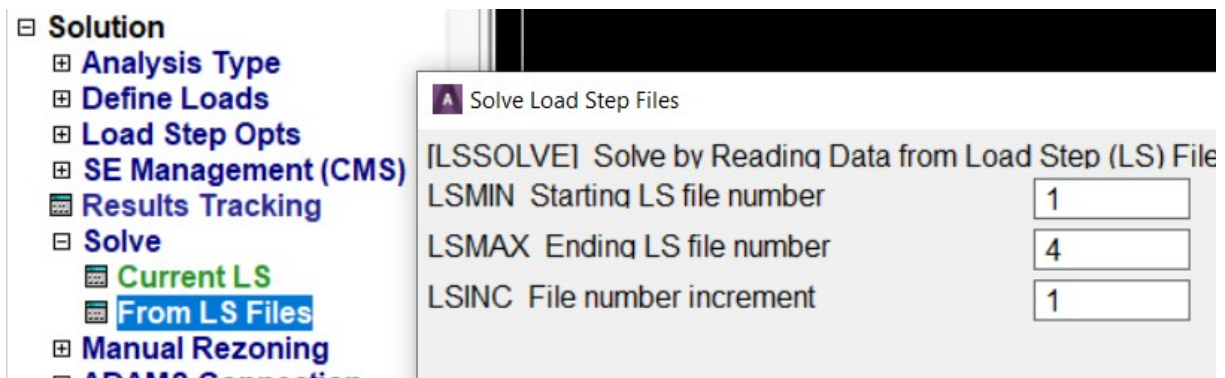 Solution
Analysis Type
Define Loads
Load Step Opts
SE Management (CMS)
Results Tracking
Solve
Current LS
From LS Files
Manual Rezoning
ADAMS Connection
Solve Load Step Files
[LSSOLVE] Solve by Reading Data from Load Step (LS) File
LSMIN Starting LS file number 1
LSMAX Ending LS file number 4
LSINC File number increment 1